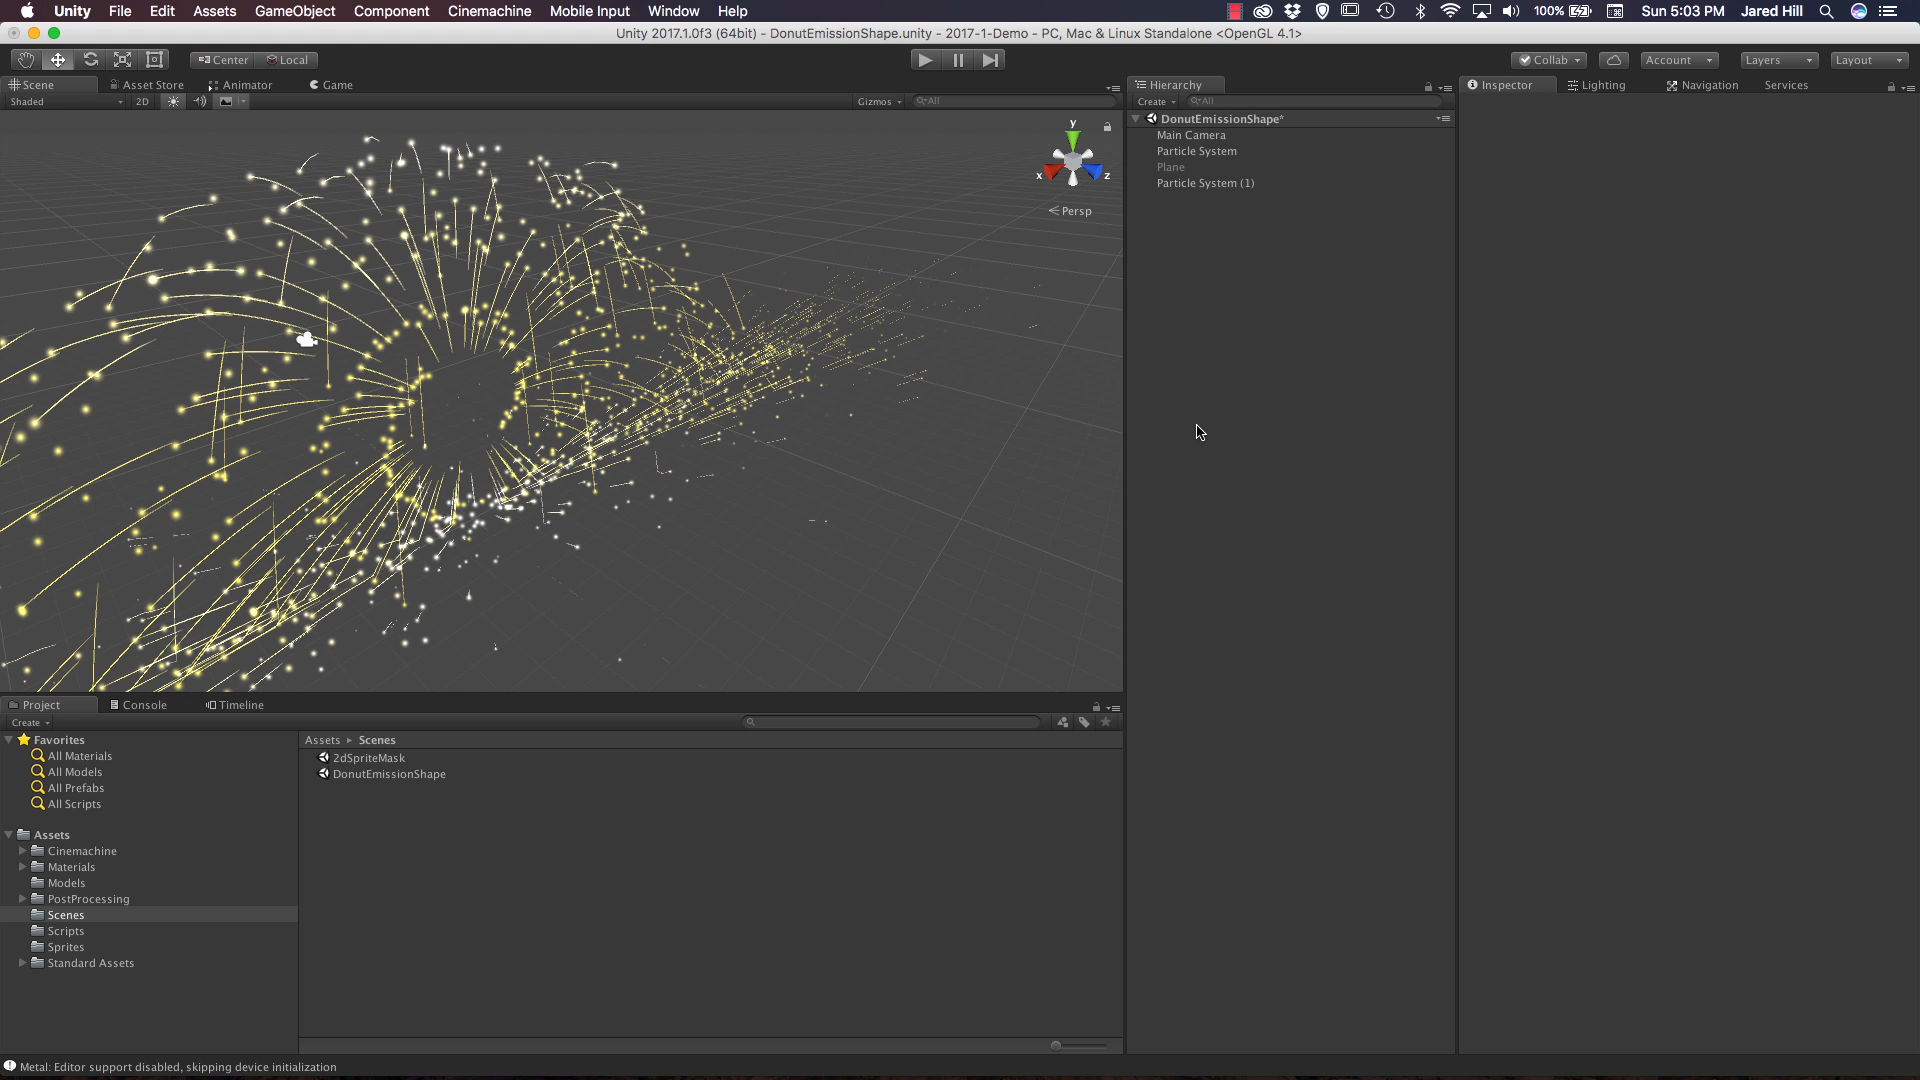 Unity File Edit Assets GameObject Component Cinemachine Mobile Input Window Help 100% Sun 5:03 PM Jared Hill
Unity 2017.1.0f3 (64bit) - DonutEmissionShape.unity - 2017-1-Demo - PC, Mac & Linux Standalone <OpenGL 4.1>
Center Local Collab Account Layers Layout
Scene Asset Store Animator Game Hierarchy Inspector Lighting Navigation Services
Shaded 2D Gizmos All Create All
DonutEmissionShape*
Main Camera
Particle System
Plane
Particle System (1)
y
x z
Persp
Project Console Timeline
Create
Favorites
All Materials
All Models
All Prefabs
All Scripts
Assets
Cinemachine
Materials
Models
PostProcessing
Scenes
Scripts
Sprites
Standard Assets
Assets Scenes
2dSpriteMask
DonutEmissionShape
Metal: Editor support disabled, skipping device initialization